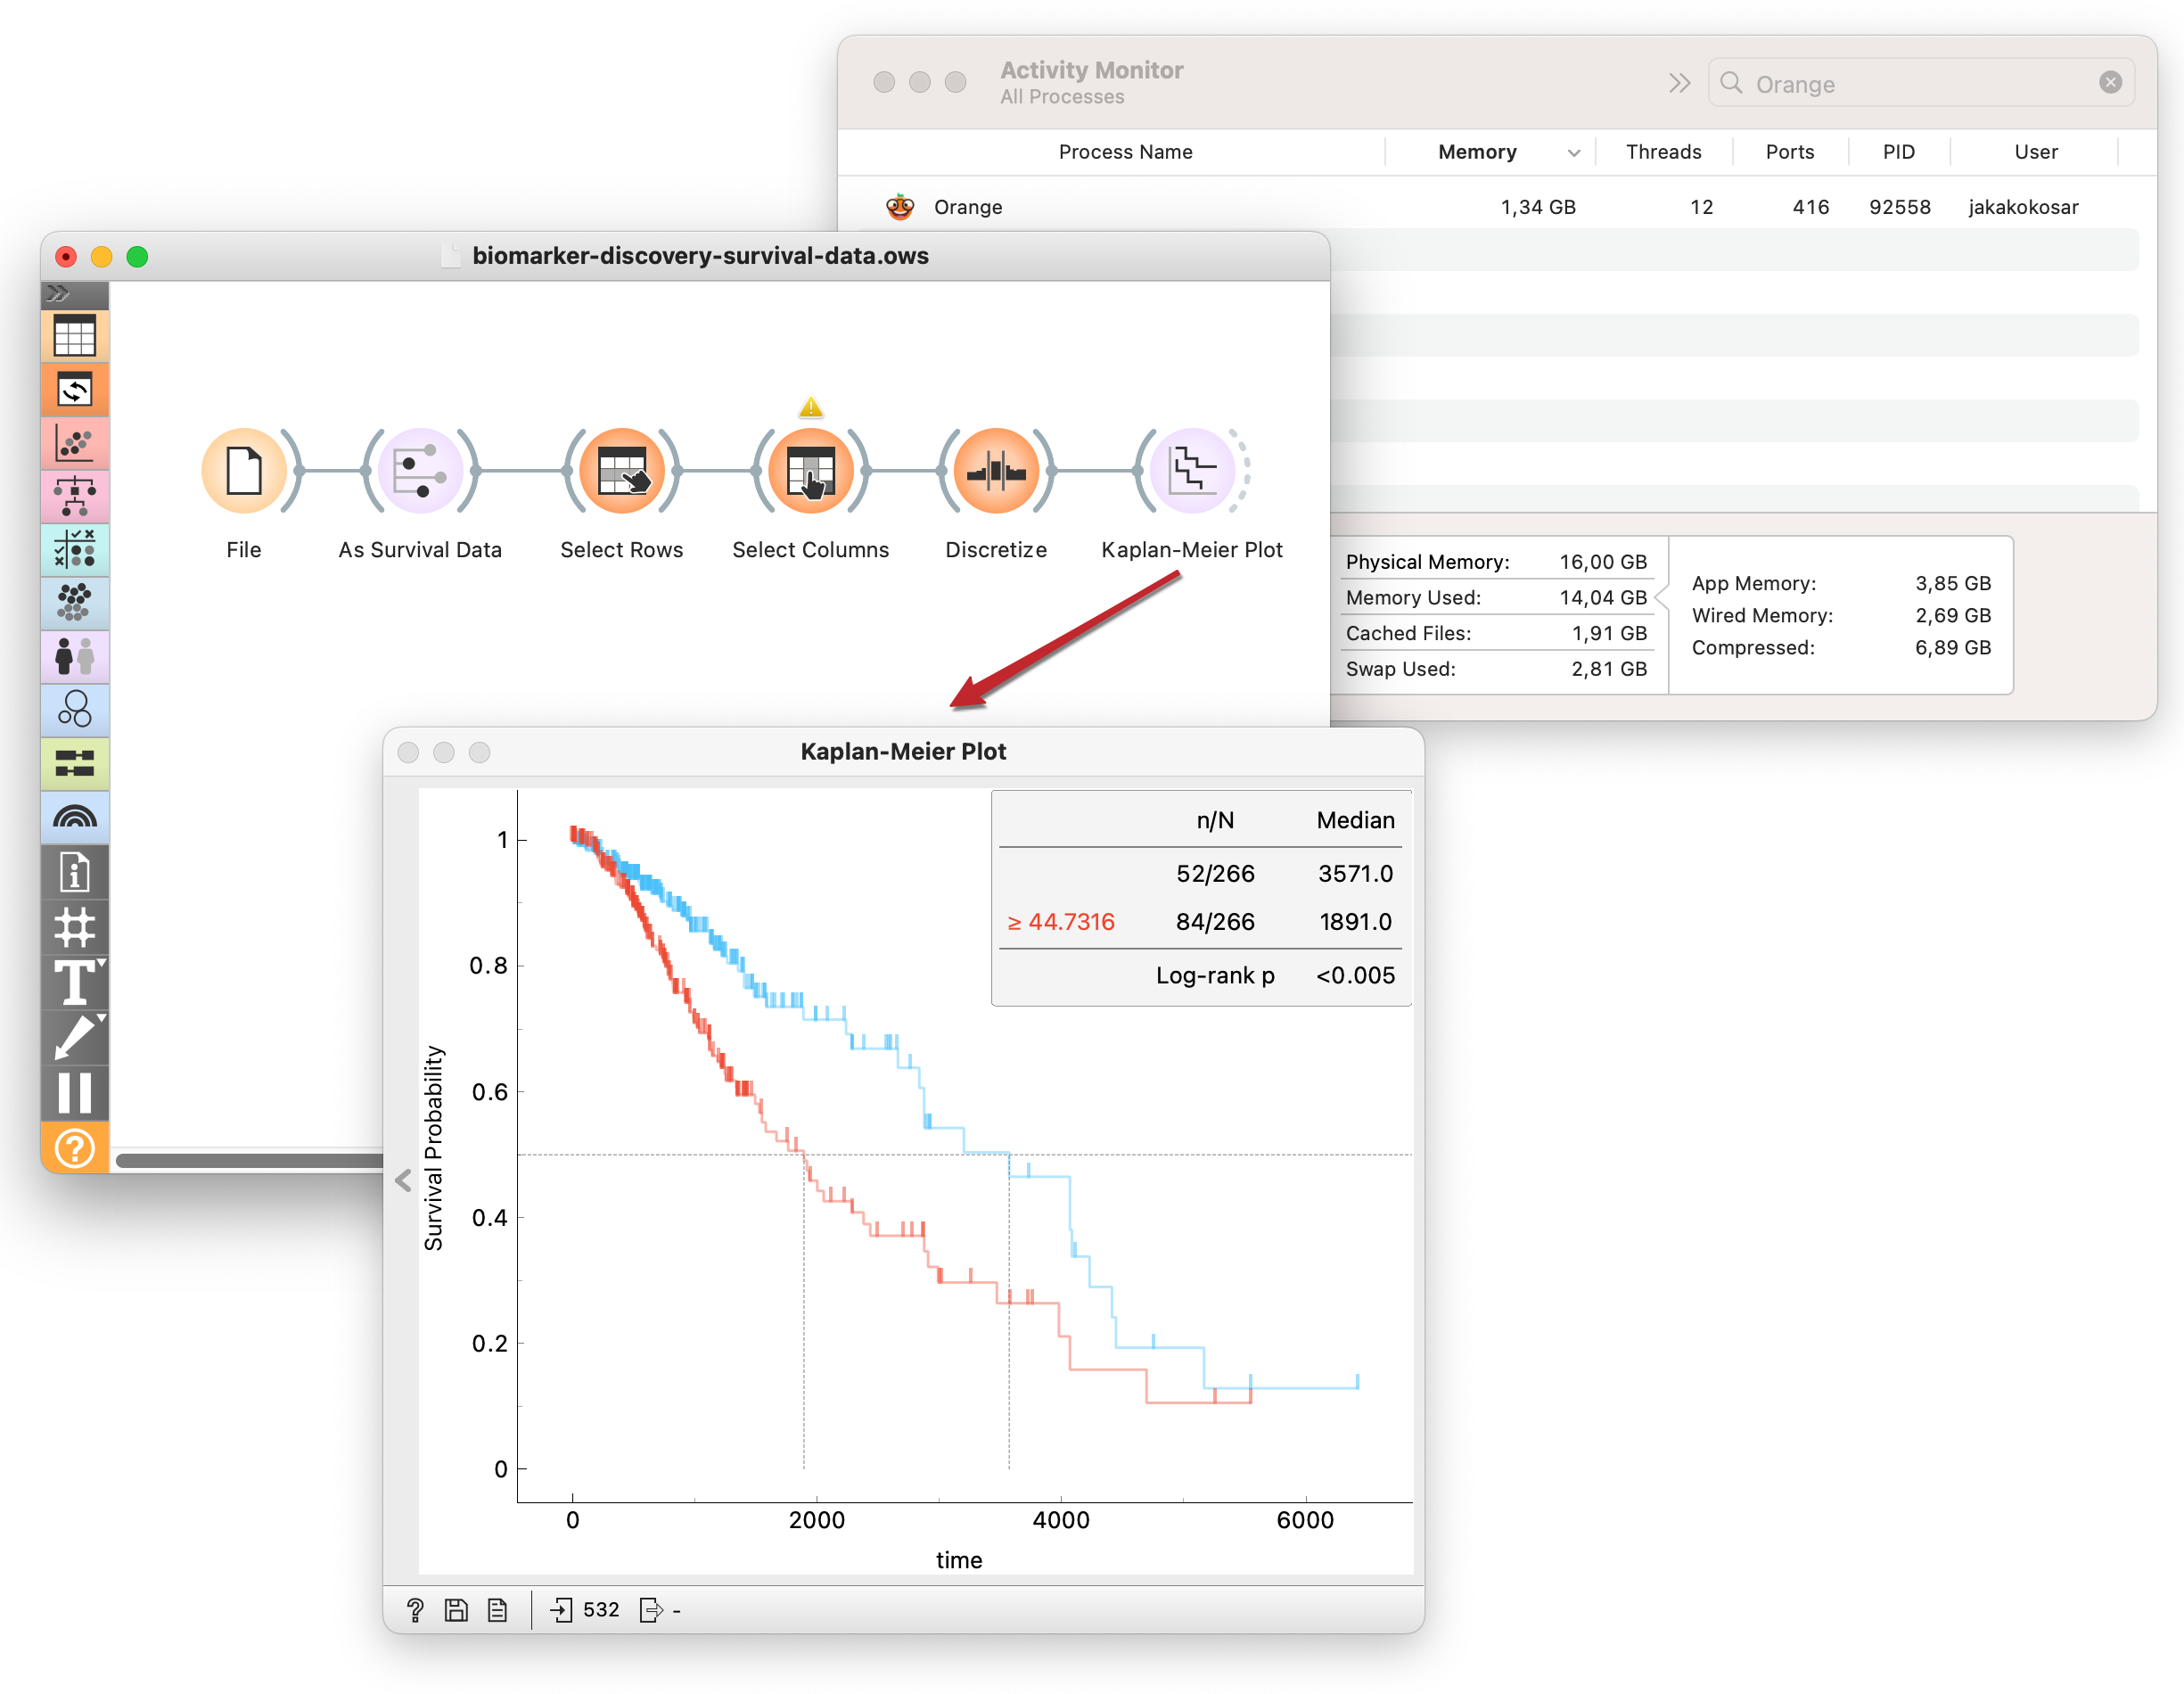 Activity Monitor
All Processes
Orange
Process Name Memory Threads Ports PID User
Orange 1,34 GB 12 416 92558 jakakokosar
biomarker-discovery-survival-data.ows
File As Survival Data Select Rows Select Columns Discretize Kaplan-Meier Plot
Physical Memory: 16,00 GB
Memory Used: 14,04 GB
Cached Files: 1,91 GB
Swap Used: 2,81 GB
App Memory: 3,85 GB
Wired Memory: 2,69 GB
Compressed: 6,89 GB
Kaplan-Meier Plot
n/N Median
52/266 3571.0
≥ 44.7316 84/266 1891.0
Log-rank p <0.005
Survival Probability
1
0.8
0.6
0.4
0.2
0
0 2000 4000 6000
time
? 532 -
T
?